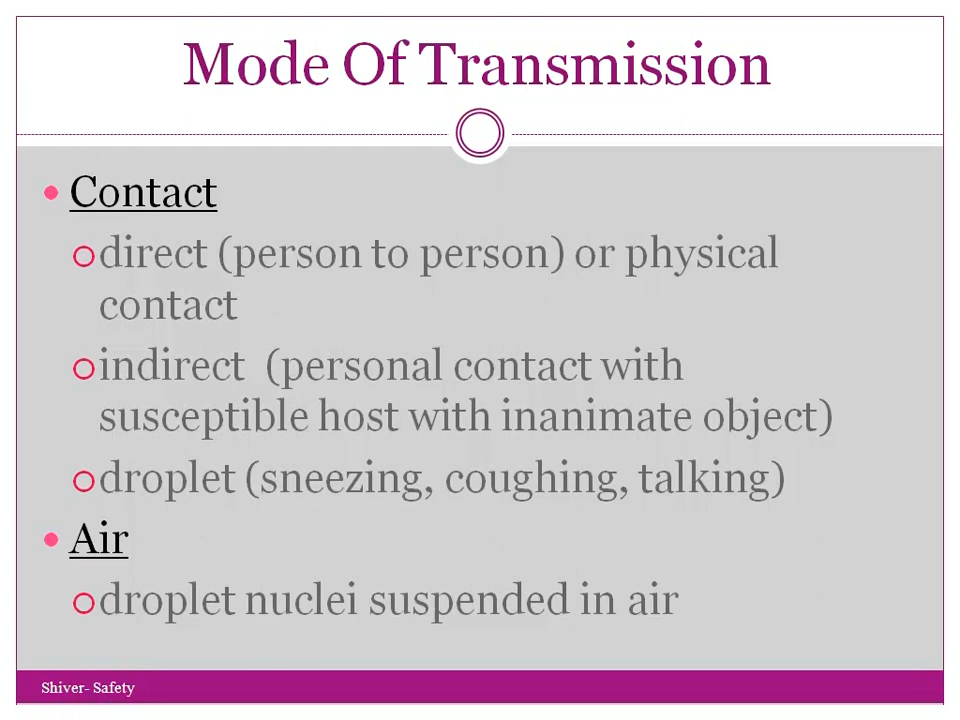 Mode Of Transmission
Contact
direct (person to person) or physical
contact
indirect  (personal contact with
susceptible host with inanimate object)
droplet (sneezing, coughing, talking)
Air
droplet nuclei suspended in air
Shiver- Safety